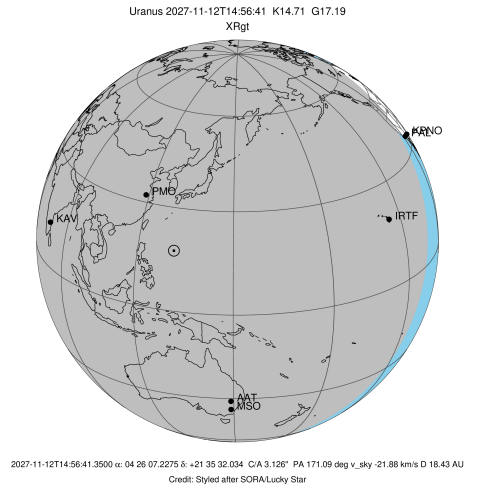 Uranus 2027-11-12T14:56:41 K14.71 G17.19
XRgt
KPNO
PAL
PMO
KAV
IRTF
AAT
MSO
2027-11-12T14:56:41.3500 α: 04 26 07.2275 δ: +21 35 32.034 C/A 3.126" PA 171.09 deg v_sky -21.88 km/s D 18.43 AU
Credit: Styled after SORA/Lucky Star